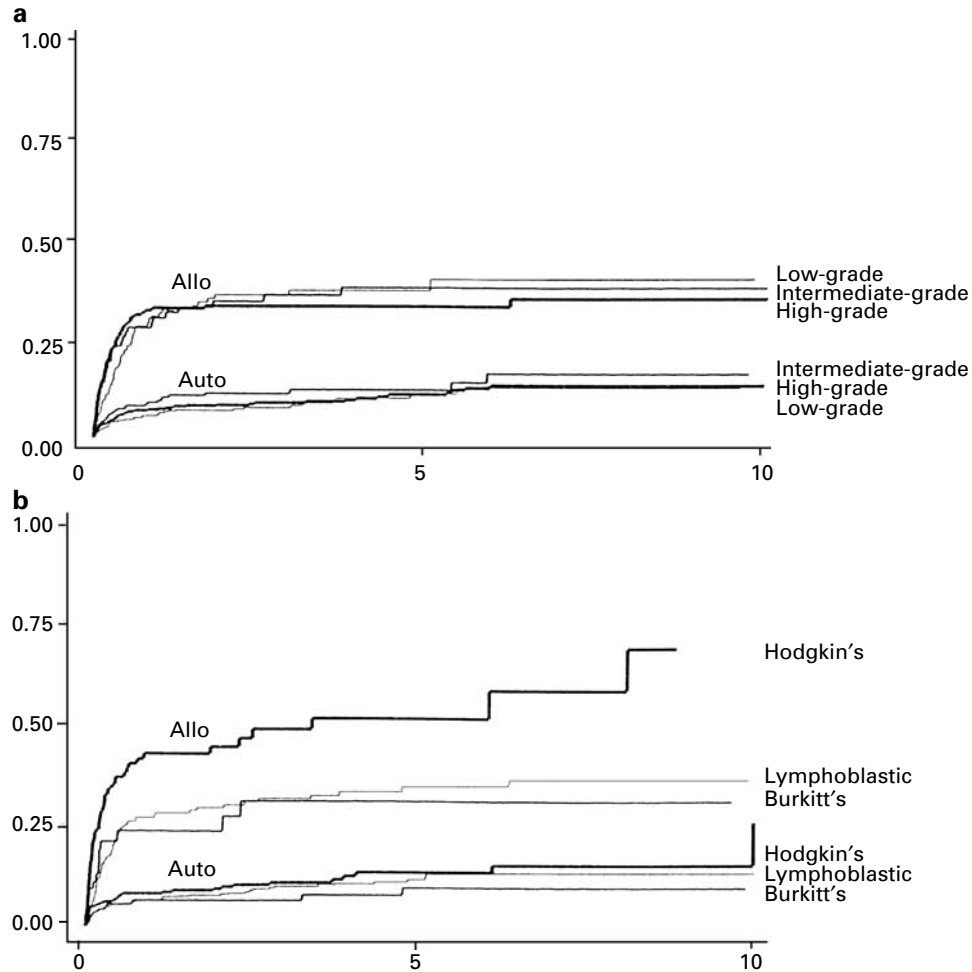 a
1.00
0.75
0.50
Allo
Low-grade
Intermediate-grade
High-grade
0.25
Auto
Intermediate-grade
High-grade
Low-grade
0.00
0
5
10
b
1.00
0.75
Hodgkin's
0.50
Allo
Lymphoblastic
Burkitt's
0.25
Auto
Hodgkin's
Lymphoblastic
Burkitt's
0.00
0
5
10